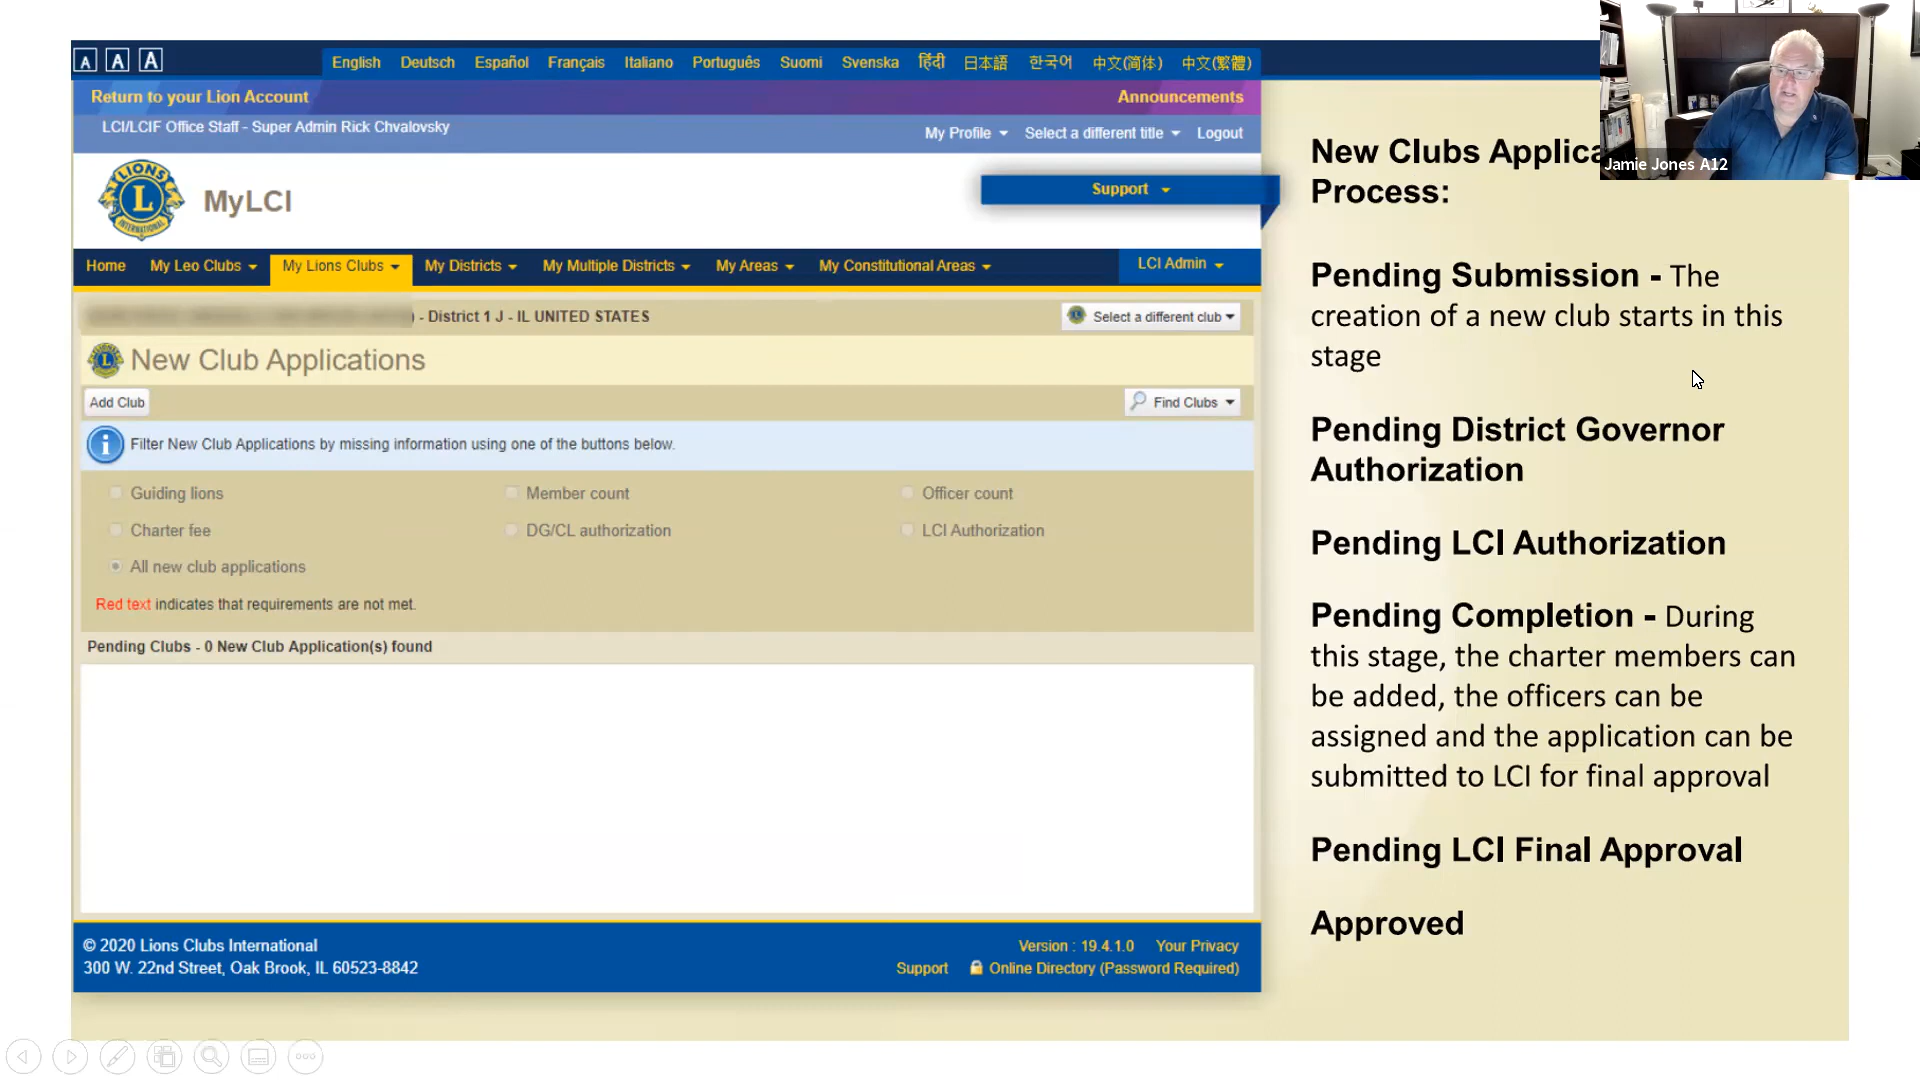 A A A
English Deutsch Español Français Italiano Português Suomi Svenska हिंदी 日本語 한국어 中文(简体) 中文(繁體)
Return to your Lion Account
Announcements
LCI/LCIF Office Staff - Super Admin Rick Chvalovsky
My Profile Select a different title Logout
LIONS
L
INTERNATIONAL
MyLCI
Support
Home My Leo Clubs My Lions Clubs My Districts My Multiple Districts My Areas My Constitutional Areas LCI Admin
) - District 1 J - IL UNITED STATES
Select a different club
New Club Applications
Add Club
Find Clubs
Filter New Club Applications by missing information using one of the buttons below.
Guiding lions Member count Officer count
Charter fee DG/CL authorization LCI Authorization
All new club applications
Red text indicates that requirements are not met.
Pending Clubs - 0 New Club Application(s) found
© 2020 Lions Clubs International
300 W. 22nd Street, Oak Brook, IL 60523-8842
Version : 19.4.1.0 Your Privacy
Support Online Directory (Password Required)
New Clubs Applica
Process:
Pending Submission - The
creation of a new club starts in this
stage
Pending District Governor
Authorization
Pending LCI Authorization
Pending Completion - During
this stage, the charter members can
be added, the officers can be
assigned and the application can be
submitted to LCI for final approval
Pending LCI Final Approval
Approved
Jamie Jones A12